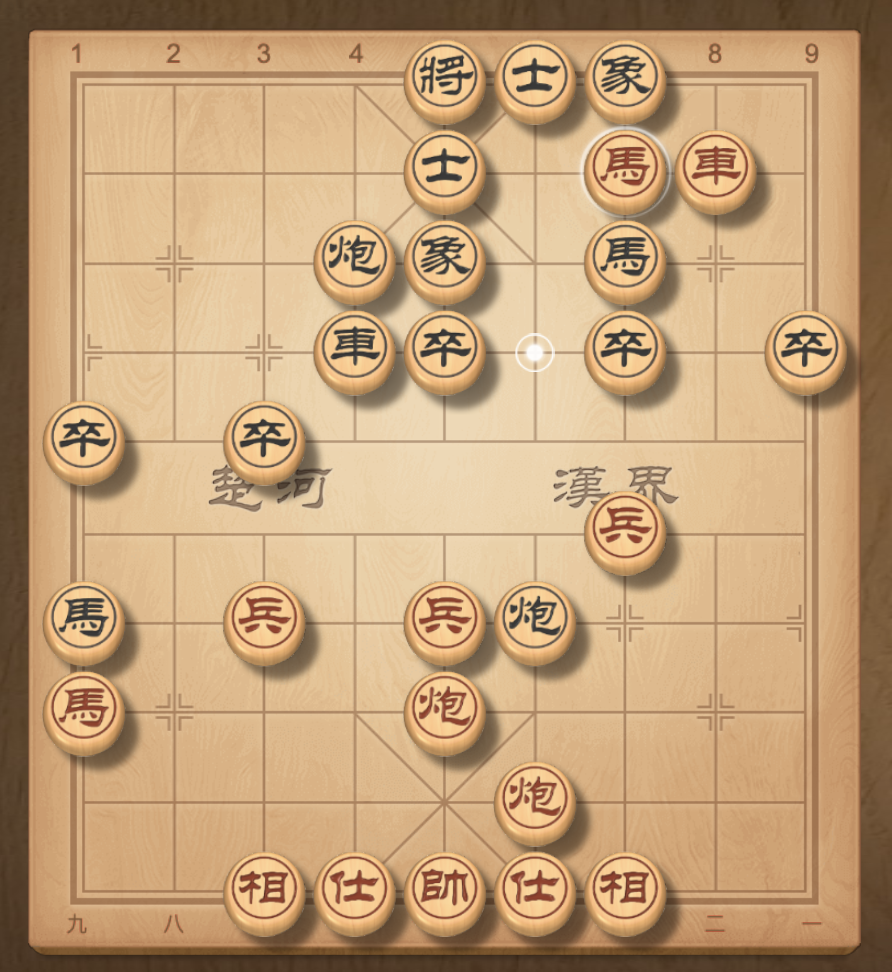 1 2 3 4 8 9
將 士 象
士 馬 車
炮 象 馬
車 卒 卒 卒
卒 卒
楚河 漢界
兵
馬 兵 兵 炮
馬 炮
炮
相 仕 帥 仕 相
九 八 二 一